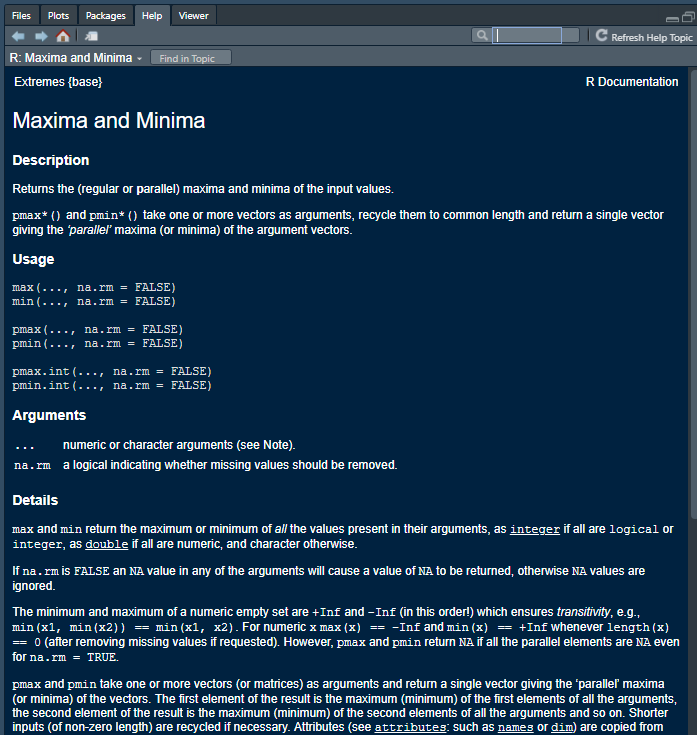 Files Plots Packages Help Viewer
Refresh Help Topic
R: Maxima and Minima Find in Topic
Extremes {base} R Documentation
Maxima and Minima
Description
Returns the (regular or parallel) maxima and minima of the input values.
pmax*() and pmin*() take one or more vectors as arguments, recycle them to common length and return a single vector
giving the ‘parallel’ maxima (or minima) of the argument vectors.
Usage
max(..., na.rm = FALSE)
min(..., na.rm = FALSE)
pmax(..., na.rm = FALSE)
pmin(..., na.rm = FALSE)
pmax.int(..., na.rm = FALSE)
pmin.int(..., na.rm = FALSE)
Arguments
... numeric or character arguments (see Note).
na.rm a logical indicating whether missing values should be removed.
Details
max and min return the maximum or minimum of all the values present in their arguments, as integer if all are logical or
integer, as double if all are numeric, and character otherwise.
If na.rm is FALSE an NA value in any of the arguments will cause a value of NA to be returned, otherwise NA values are
ignored.
The minimum and maximum of a numeric empty set are +Inf and -Inf (in this order!) which ensures transitivity, e.g.,
min(x1, min(x2)) == min(x1, x2). For numeric x max(x) == -Inf and min(x) == +Inf whenever length(x)
== 0 (after removing missing values if requested). However, pmax and pmin return NA if all the parallel elements are NA even
for na.rm = TRUE.
pmax and pmin take one or more vectors (or matrices) as arguments and return a single vector giving the ‘parallel’ maxima
(or minima) of the vectors. The first element of the result is the maximum (minimum) of the first elements of all the arguments,
the second element of the result is the maximum (minimum) of the second elements of all the arguments and so on. Shorter
inputs (of non-zero length) are recycled if necessary. Attributes (see attributes: such as names or dim) are copied from